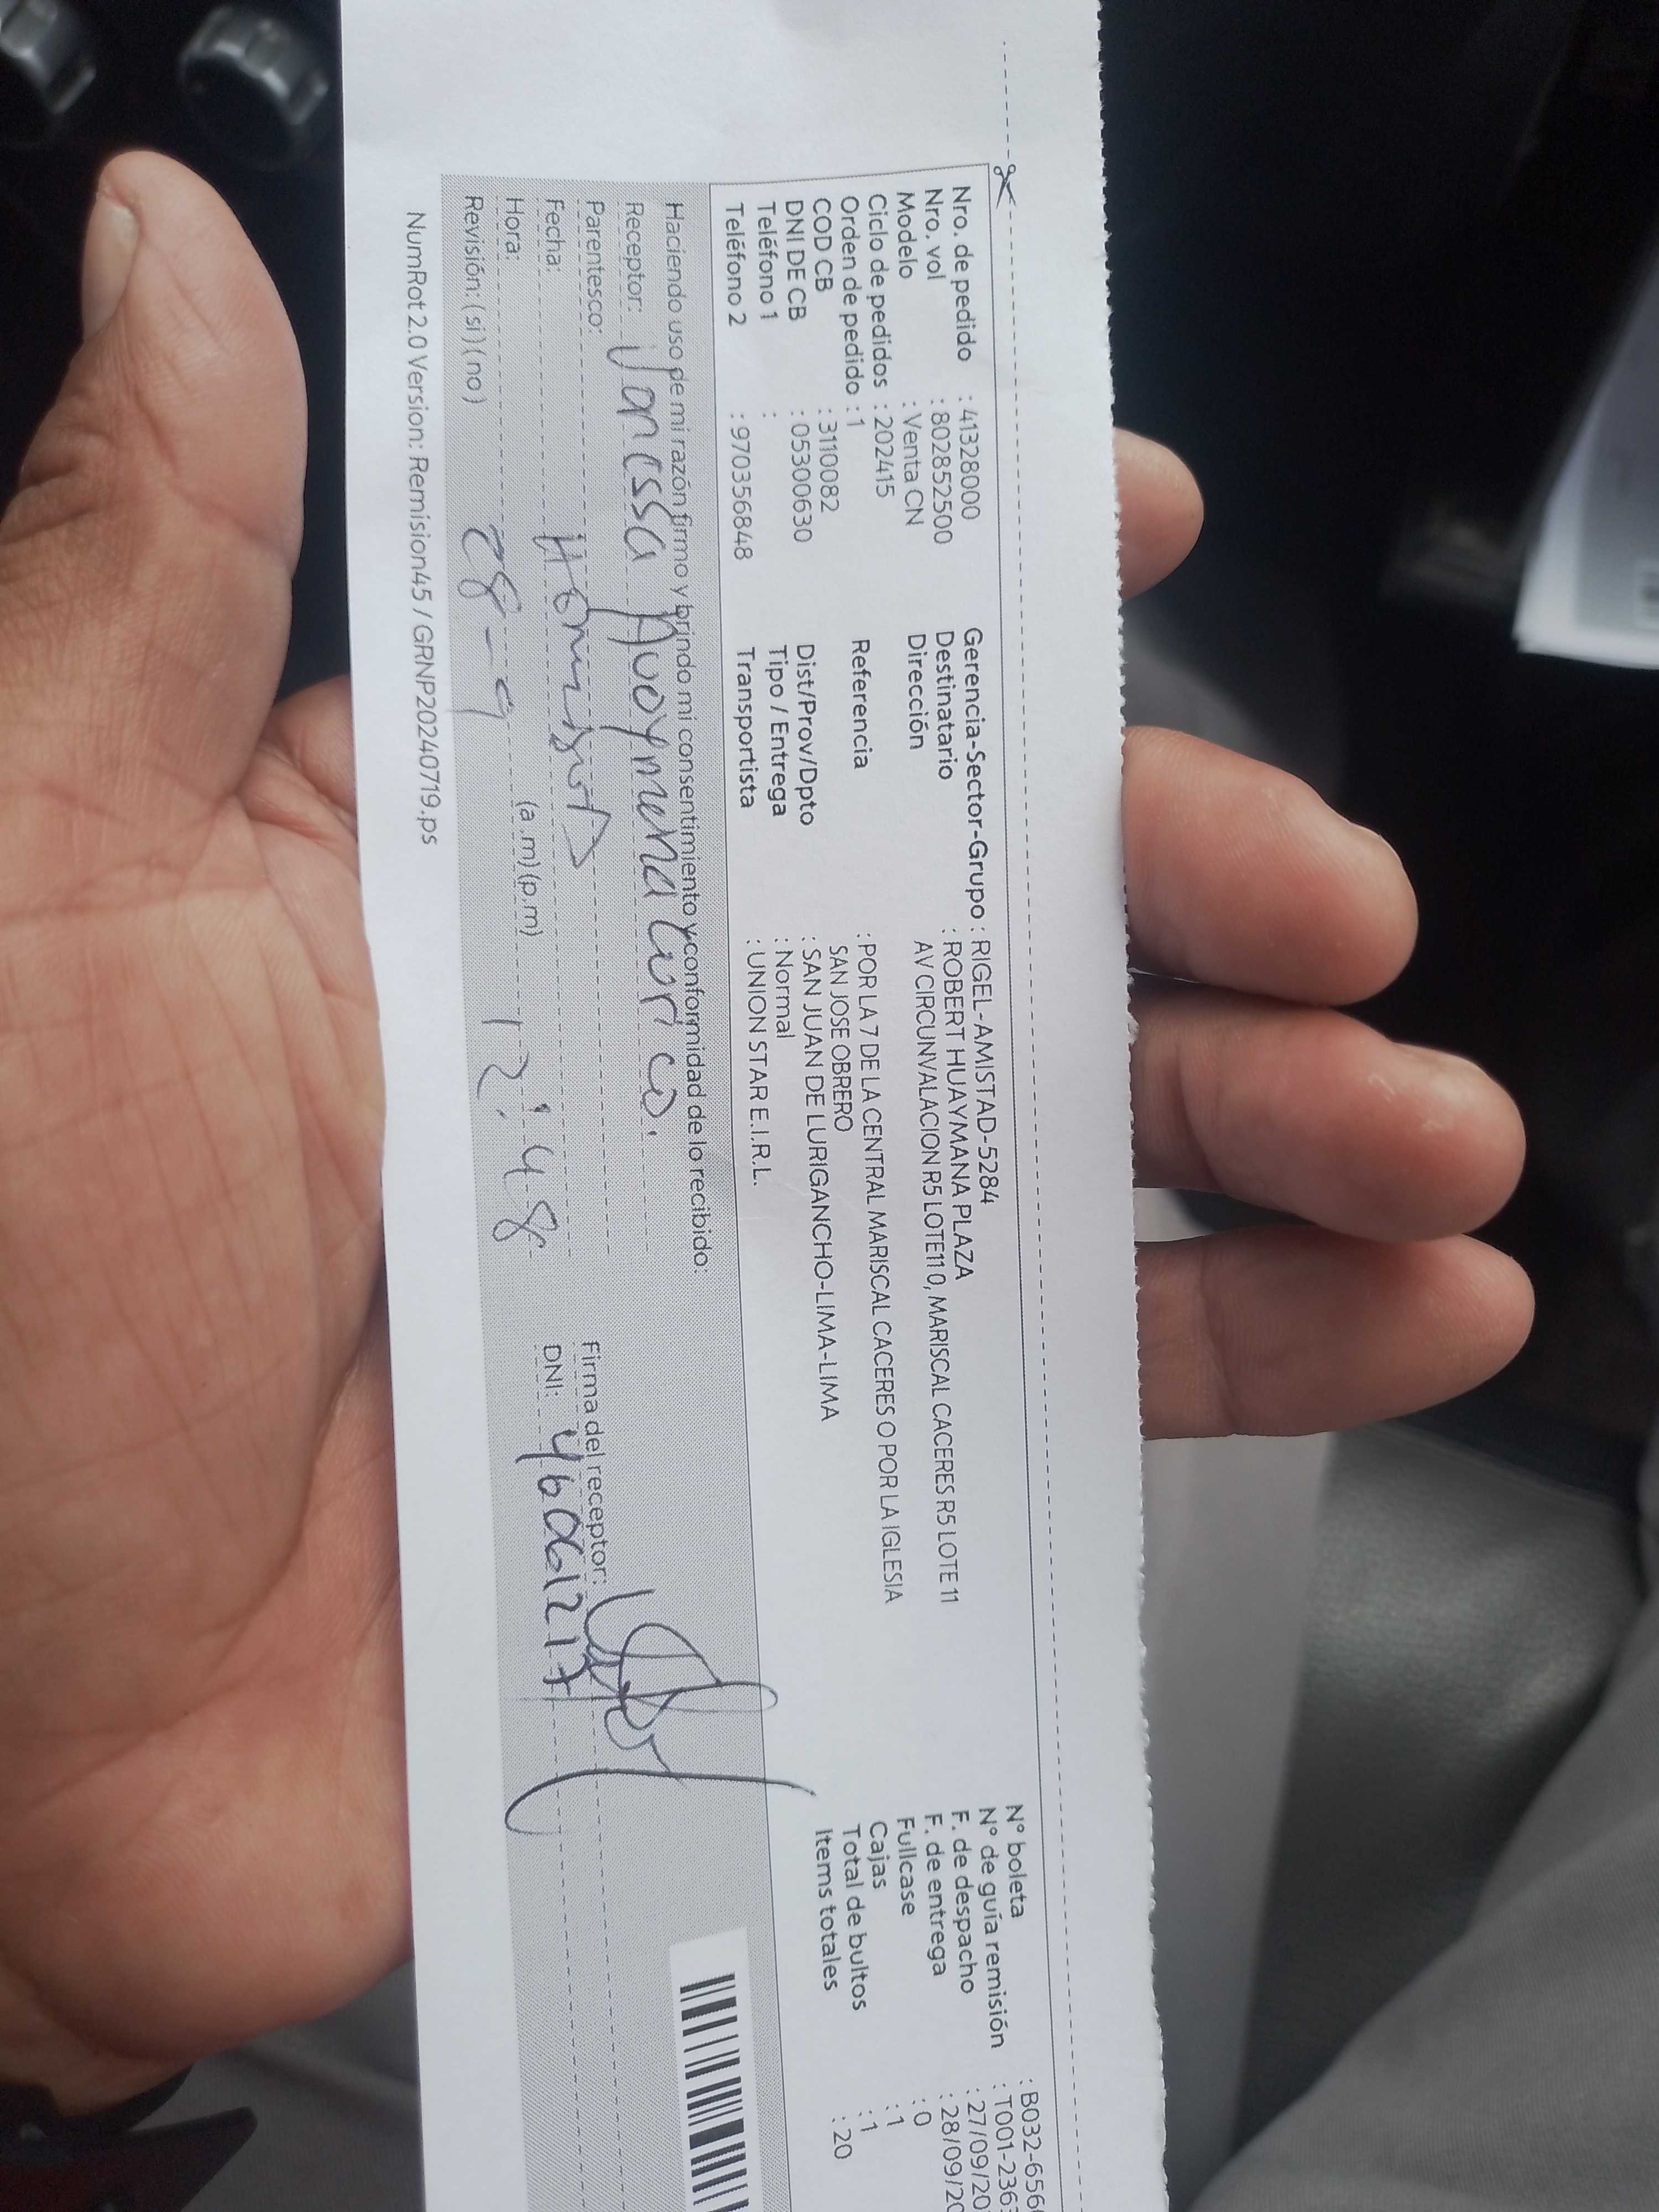 Nro. de pedido : 41328000
Nro. vol : 802852500
Modelo : Venta CN
Ciclo de pedidos : 202415
Orden de pedido : 1
COD CB : 3110082
DNI DE CB : 05300630
Teléfono 1 :
Teléfono 2 : 970356848
Gerencia-Sector-Grupo : RIGEL-AMISTAD-5284
Destinatario : ROBERT HUAYMANA PLAZA
Dirección AV CIRCUNVALACION R5 LOTE11 0, MARISCAL CACERES R5 LOTE 11
Referencia : POR LA 7 DE LA CENTRAL MARISCAL CACERES O POR LA IGLESIA
SAN JOSE OBRERO
Dist/Prov/Dpto : SAN JUAN DE LURIGANCHO-LIMA-LIMA
Tipo / Entrega : Normal
Transportista : UNION STAR E.I.R.L.
N° boleta : B032-656
N° de guía remisión : T001-236
F. de despacho : 27/09/20
F. de entrega : 28/09/20
Fullcase : 0
Cajas : 1
Total de bultos : 1
Items totales : 20
Haciendo uso de mi razón firmo y brindo mi consentimiento y conformidad de lo recibido:
Receptor: Vanessa
Parentesco:
Fecha: 28-9
Hora: (a.m)(p.m) 12:48
Revisión: (si) (no)
Firma del receptor:
DNI:
NumRot 2.0 Version: Remision45 / GRNP20240719.ps